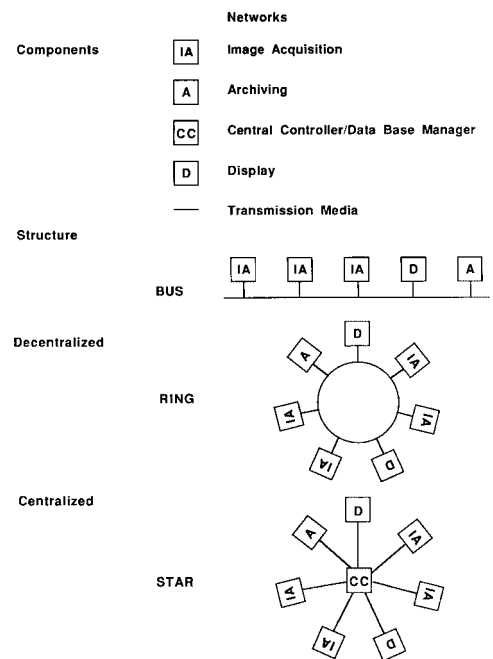 Networks
Components
IA Image Acquisition
A Archiving
CC Central Controller/Data Base Manager
D Display
Transmission Media
Structure
IA IA IA D A
BUS
Decentralized
D
A IA
RING
IA IA
IA D
Centralized
D
A IA
STAR CC
IA IA
IA D